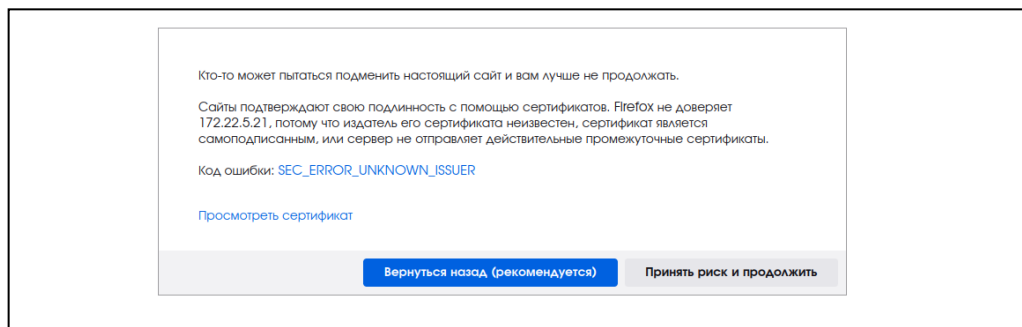 Кто-то может пытаться подменить настоящий сайт и вам лучше не продолжать.
Сайты подтверждают свою подлинность с помощью сертификатов. Firefox не доверяет
172.22.5.21, потому что издатель его сертификата неизвестен, сертификат является
самоподписанным, или сервер не отправляет действительные промежуточные сертификаты.
Код ошибки: SEC_ERROR_UNKNOWN_ISSUER
Просмотреть сертификат
Вернуться назад (рекомендуется)
Принять риск и продолжить